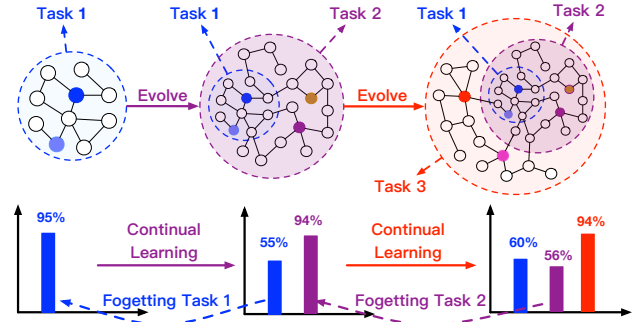 Task 1
Task 1
Task 2
Task 1
Task 2
Evolve
Evolve
Task 3
95%
Continual
Learning
55%
94%
Continual
Learning
60%
56%
94%
Fogetting Task 1
Fogetting Task 2